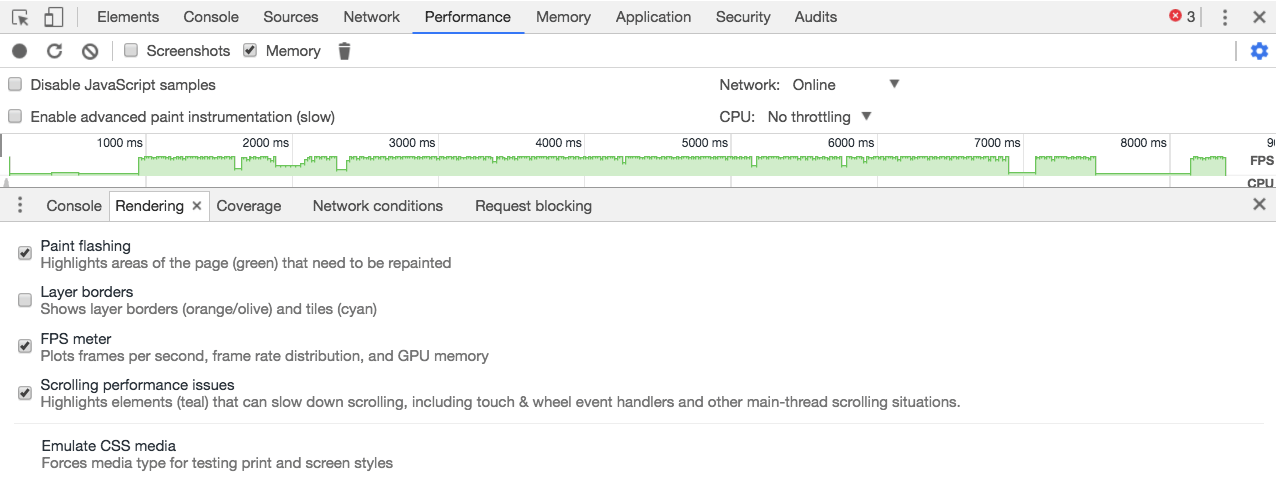 Elements Console Sources Network Performance Memory Application Security Audits 3
Screenshots Memory
Disable JavaScript samples Network: Online
Enable advanced paint instrumentation (slow) CPU: No throttling
1000 ms 2000 ms 3000 ms 4000 ms 5000 ms 6000 ms 7000 ms 8000 ms
FPS
CPU
Console Rendering × Coverage Network conditions Request blocking
Paint flashing
Highlights areas of the page (green) that need to be repainted
Layer borders
Shows layer borders (orange/olive) and tiles (cyan)
FPS meter
Plots frames per second, frame rate distribution, and GPU memory
Scrolling performance issues
Highlights elements (teal) that can slow down scrolling, including touch & wheel event handlers and other main-thread scrolling situations.
Emulate CSS media
Forces media type for testing print and screen styles